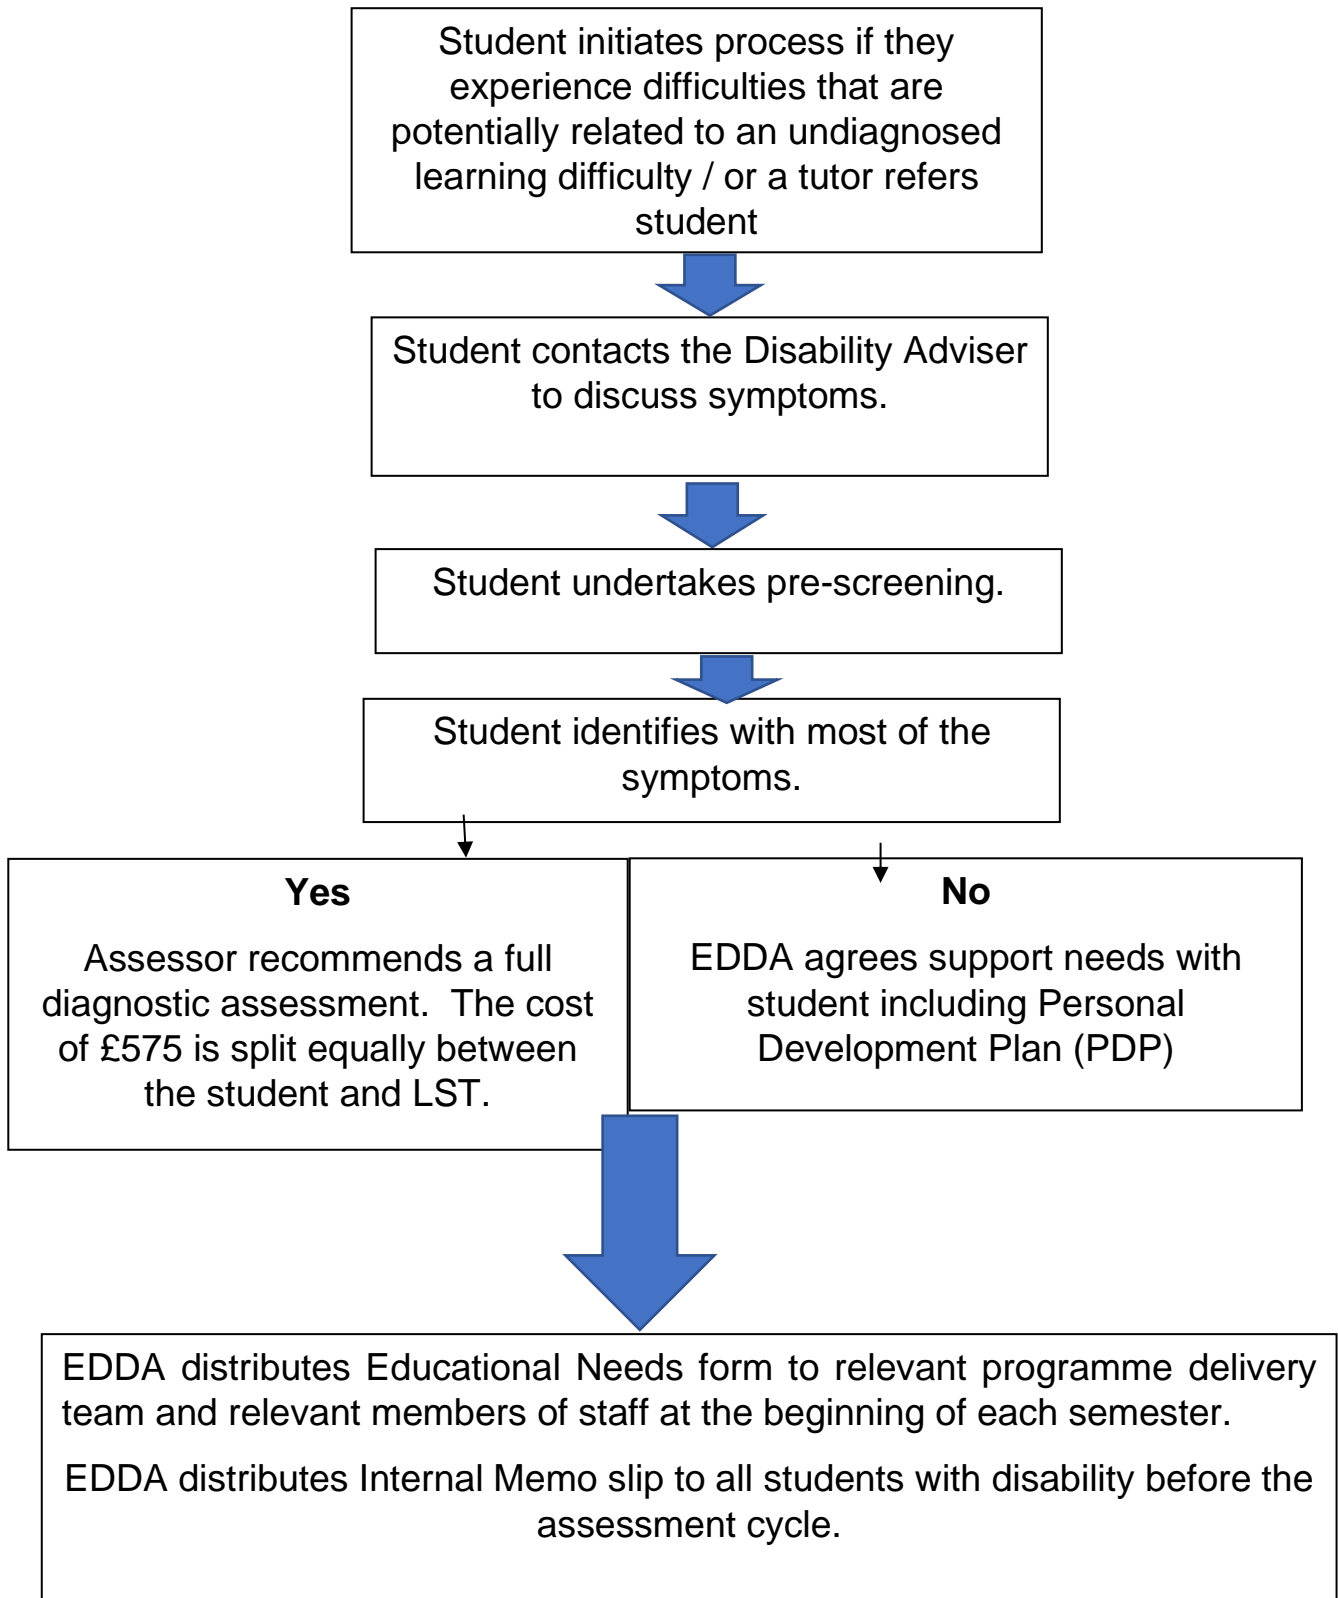 Student initiates process if they
experience difficulties that are
potentially related to an undiagnosed
learning difficulty / or a tutor refers
student
Student contacts the Disability Adviser
to discuss symptoms.
Student undertakes pre-screening.
Student identifies with most of the
symptoms.
Yes
Assessor recommends a full
diagnostic assessment.  The cost
of £575 is split equally between
the student and LST.
No
EDDA agrees support needs with
student including Personal
Development Plan (PDP)
EDDA distributes Educational Needs form to relevant programme delivery
team and relevant members of staff at the beginning of each semester.
EDDA distributes Internal Memo slip to all students with disability before the
assessment cycle.